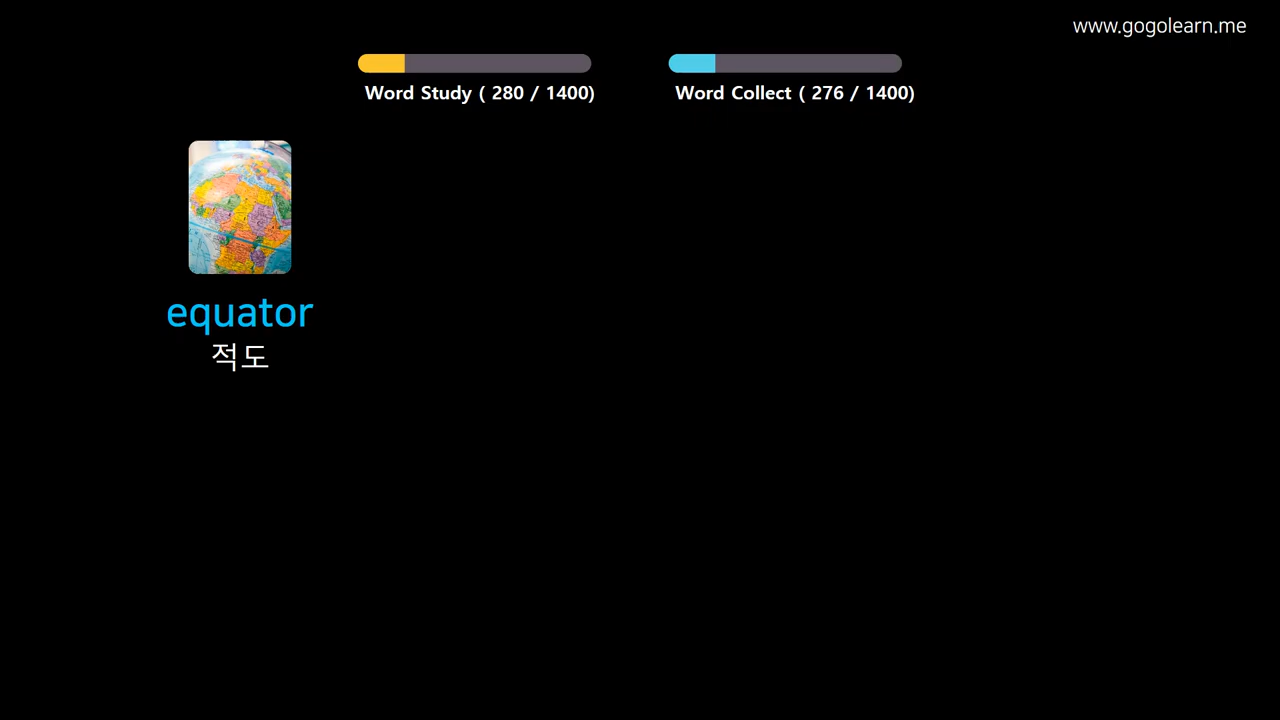 www.gogolearn.me
Word Study ( 280 / 1400)
Word Collect ( 276 / 1400)
equator
적도